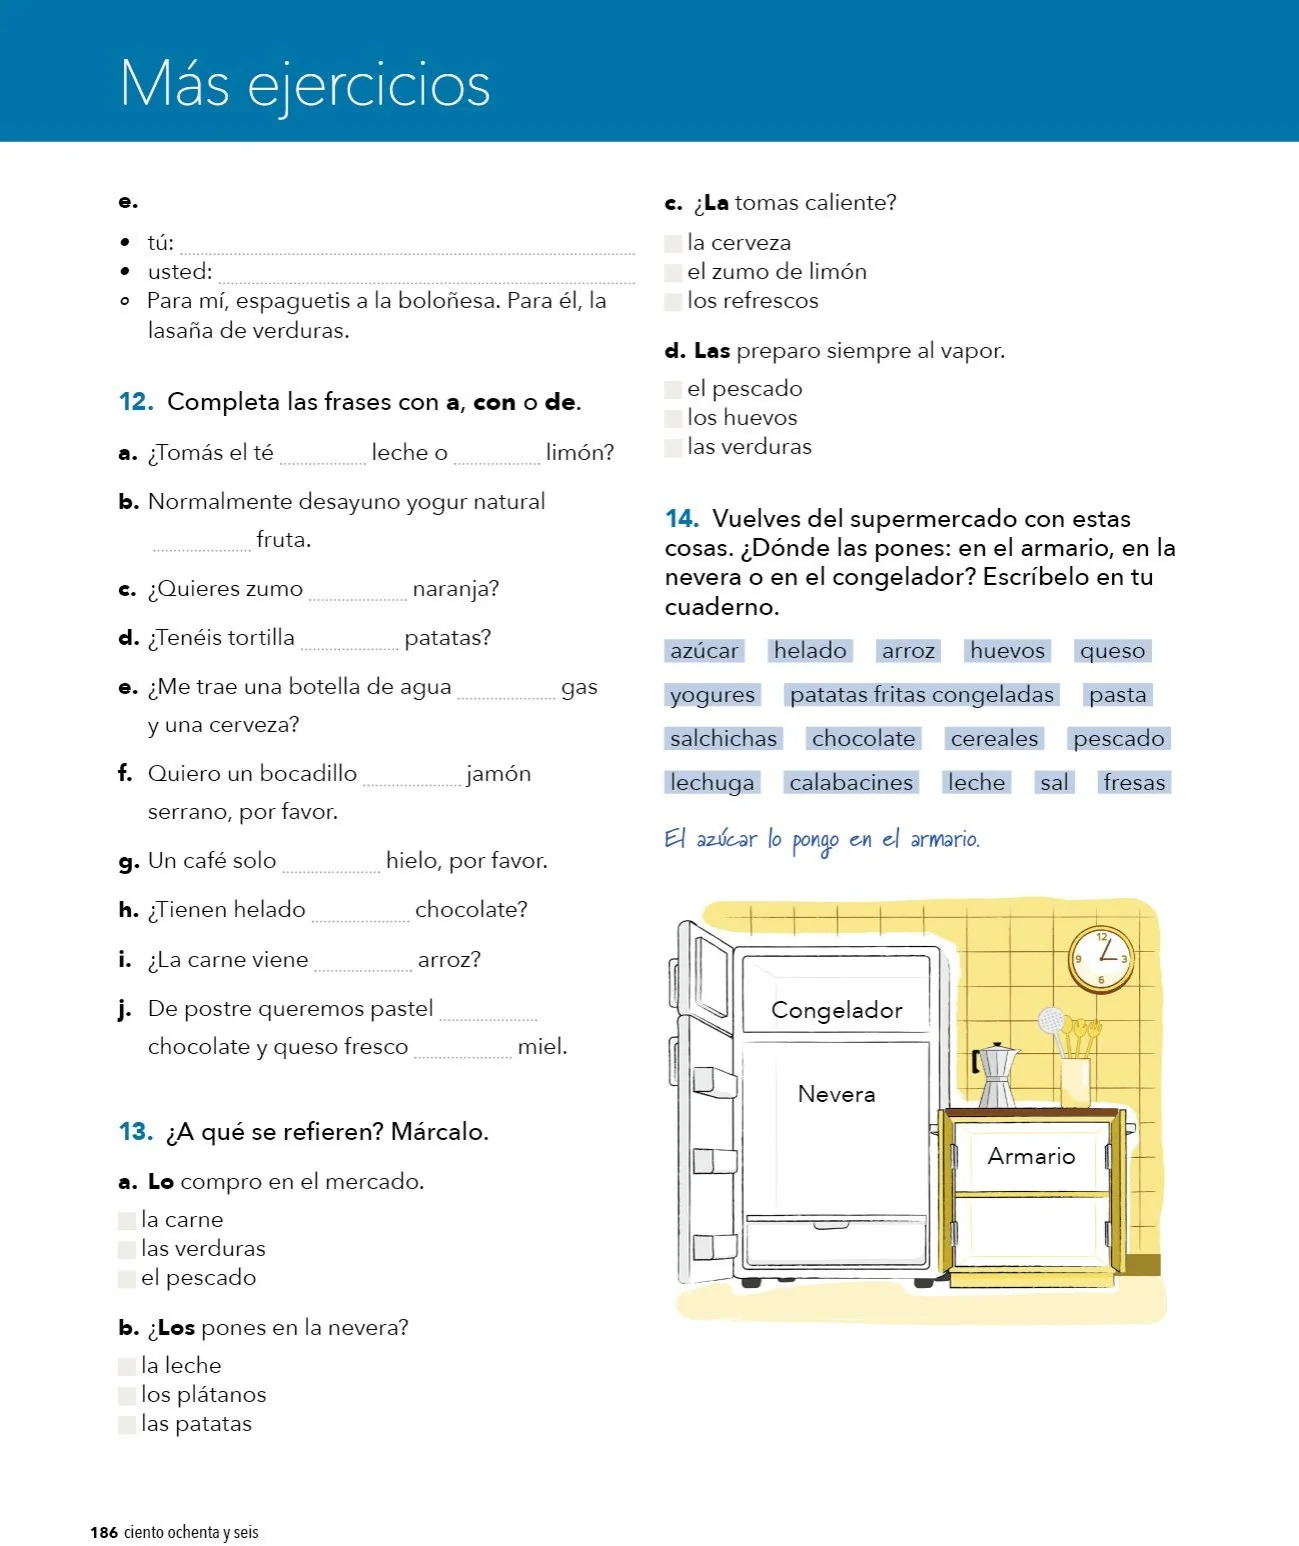 Más ejercicios
e.
• tú:
• usted:
○ Para mí, espaguetis a la boloñesa. Para él, la
lasaña de verduras.
12. Completa las frases con a, con o de.
a. ¿Tomás el té ........ leche o ........ limón?
b. Normalmente desayuno yogur natural
........ fruta.
c. ¿Quieres zumo ........ naranja?
d. ¿Tenéis tortilla ........ patatas?
e. ¿Me trae una botella de agua ........ gas
y una cerveza?
f. Quiero un bocadillo ........ jamón
serrano, por favor.
g. Un café solo ........ hielo, por favor.
h. ¿Tienen helado ........ chocolate?
i. ¿La carne viene ........ arroz?
j. De postre queremos pastel ........
chocolate y queso fresco ........ miel.
13. ¿A qué se refieren? Márcalo.
a. Lo compro en el mercado.
la carne
las verduras
el pescado
b. ¿Los pones en la nevera?
la leche
los plátanos
las patatas
c. ¿La tomas caliente?
la cerveza
el zumo de limón
los refrescos
d. Las preparo siempre al vapor.
el pescado
los huevos
las verduras
14. Vuelves del supermercado con estas
cosas. ¿Dónde las pones: en el armario, en la
nevera o en el congelador? Escríbelo en tu
cuaderno.
azúcar helado arroz huevos queso
yogures patatas fritas congeladas pasta
salchichas chocolate cereales pescado
lechuga calabacines leche sal fresas
El azúcar lo pongo en el armario.
12
9 3
6
Congelador
Nevera
Armario
186 ciento ochenta y seis